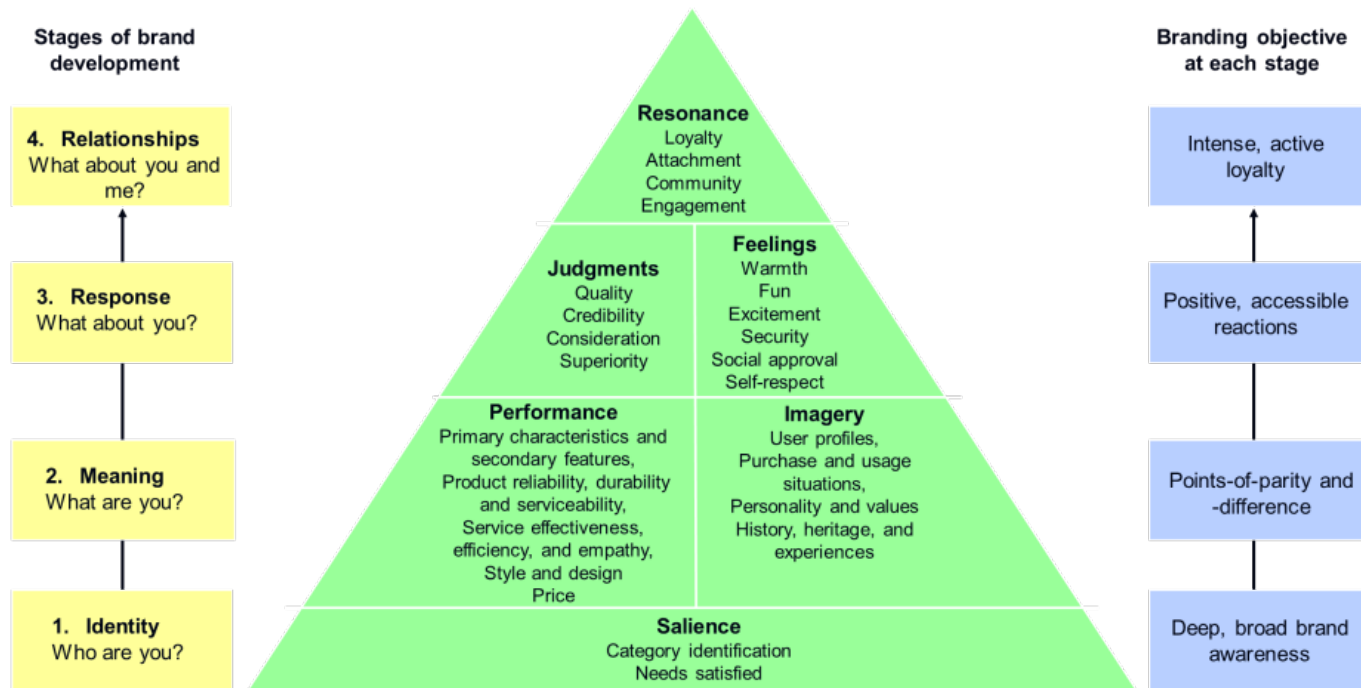 Stages of brand
development
4. Relationships
What about you and
me?
3. Response
What about you?
2. Meaning
What are you?
1. Identity
Who are you?
Resonance
Loyalty
Attachment
Community
Engagement
Judgments
Quality
Credibility
Consideration
Superiority
Feelings
Warmth
Fun
Excitement
Security
Social approval
Self-respect
Performance
Primary characteristics and
secondary features,
Product reliability, durability
and serviceability,
Service effectiveness,
efficiency, and empathy,
Style and design
Price
Imagery
User profiles,
Purchase and usage
situations,
Personality and values
History, heritage, and
experiences
Salience
Category identification
Needs satisfied
Branding objective
at each stage
Intense, active
loyalty
Positive, accessible
reactions
Points-of-parity and
-difference
Deep, broad brand
awareness